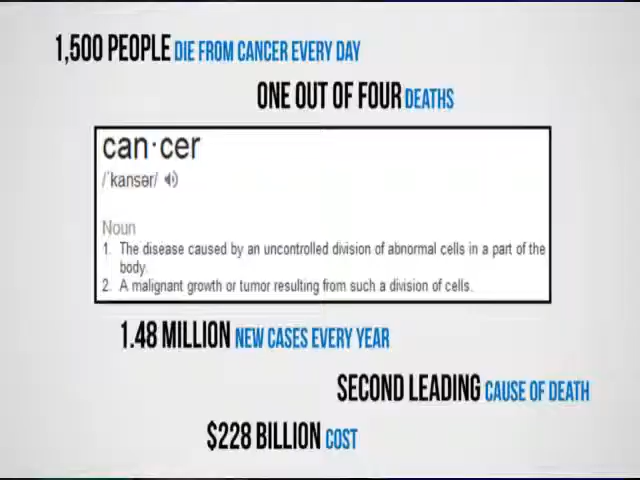 1,500 PEOPLE DIE FROM CANCER EVERY DAY
ONE OUT OF FOUR DEATHS
can·cer
/ˈkansər/
Noun
1. The disease caused by an uncontrolled division of abnormal cells in a part of the
body.
2. A malignant growth or tumor resulting from such a division of cells.
1.48 MILLION NEW CASES EVERY YEAR
SECOND LEADING CAUSE OF DEATH
$228 BILLION COST